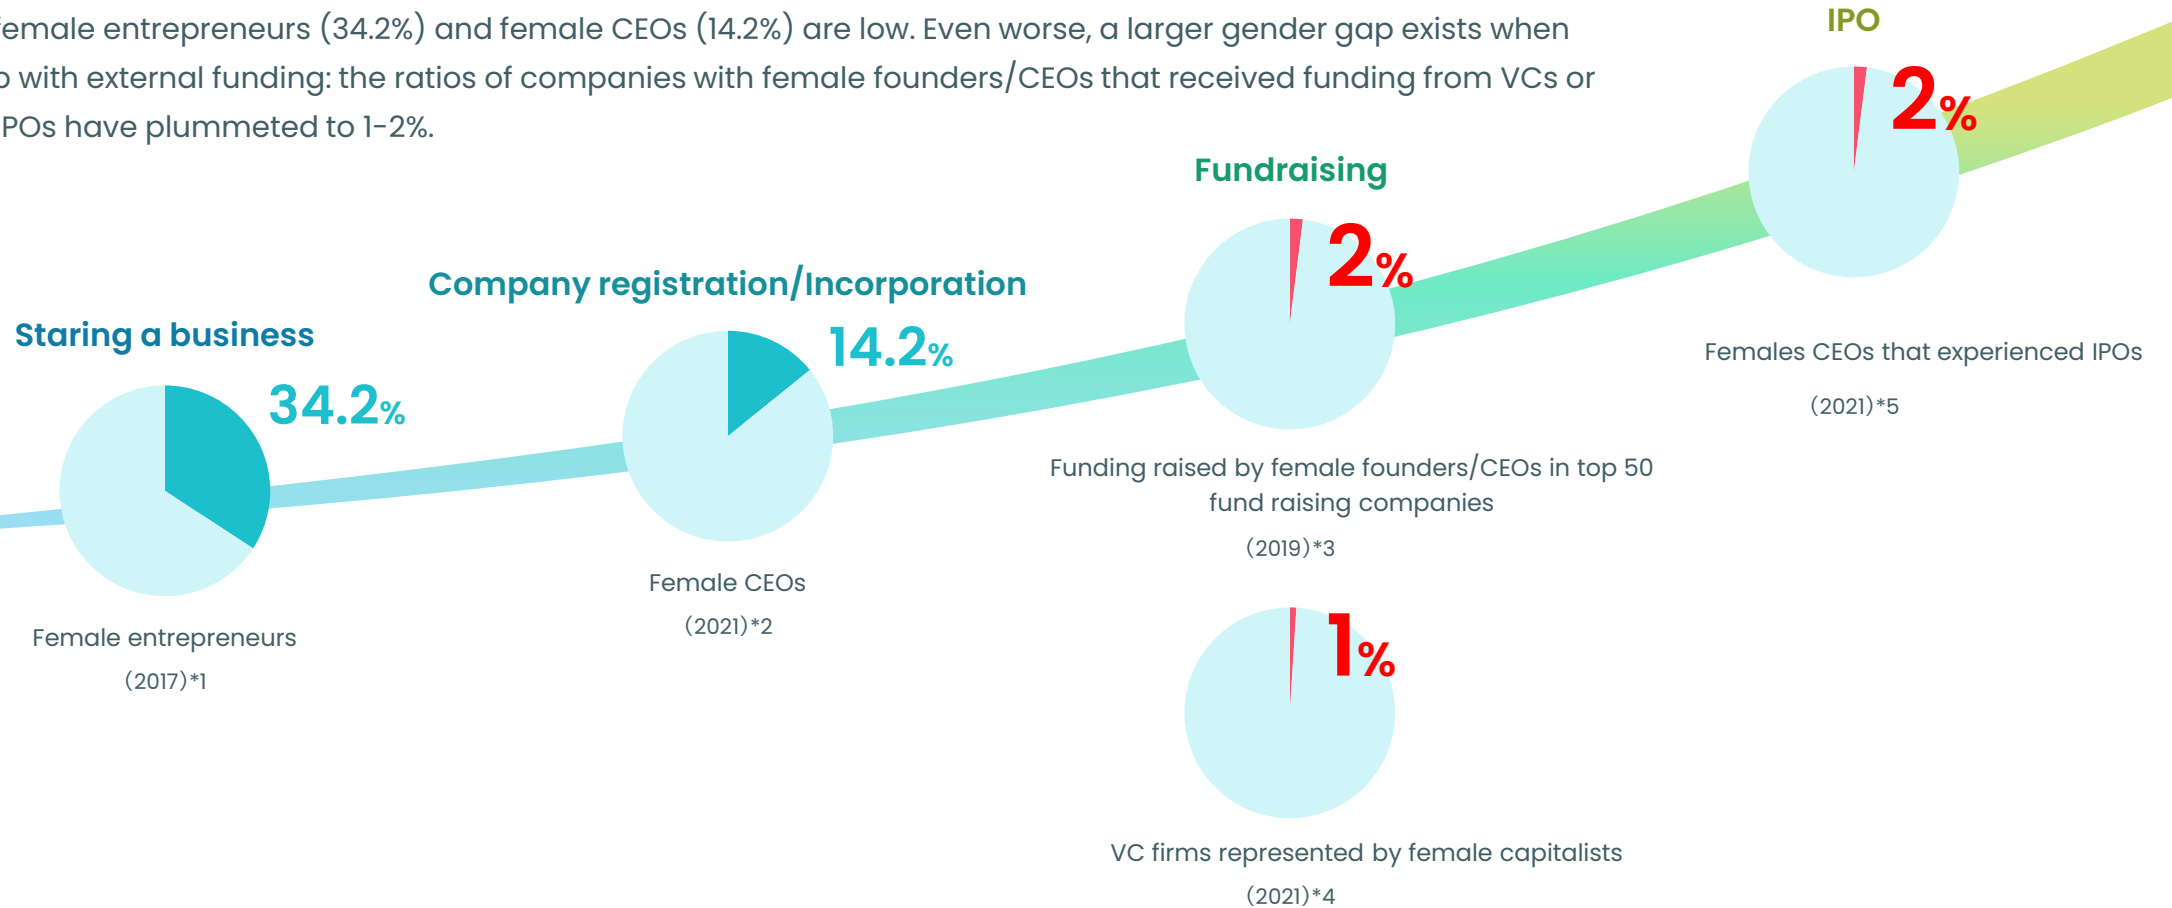 female entrepreneurs (34.2%) and female CEOs (14.2%) are low. Even worse, a larger gender gap exists when
with external funding: the ratios of companies with female founders/CEOs that received funding from VCs or
IPOs have plummeted to 1-2%.
IPO
2%
Females CEOs that experienced IPOs
(2021)*5
Fundraising
2%
Funding raised by female founders/CEOs in top 50
fund raising companies
(2019)*3
1%
VC firms represented by female capitalists
(2021)*4
Company registration/Incorporation
14.2%
Female CEOs
(2021)*2
Staring a business
34.2%
Female entrepreneurs
(2017)*1